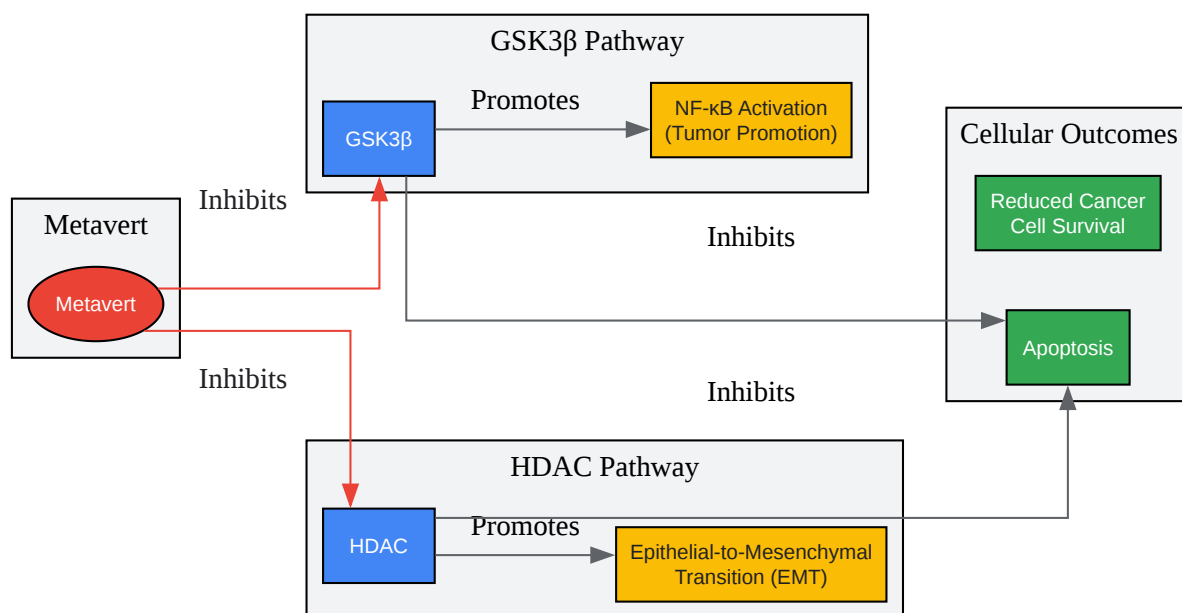 GSK3β Pathway
Promotes
GSK3β
NF-κB Activation
(Tumor Promotion)
Cellular Outcomes
Reduced Cancer
Cell Survival
Inhibits
Metavert
Inhibits
Metavert
Apoptosis
Inhibits
Inhibits
HDAC Pathway
Promotes
HDAC
Epithelial-to-Mesenchymal
Transition (EMT)